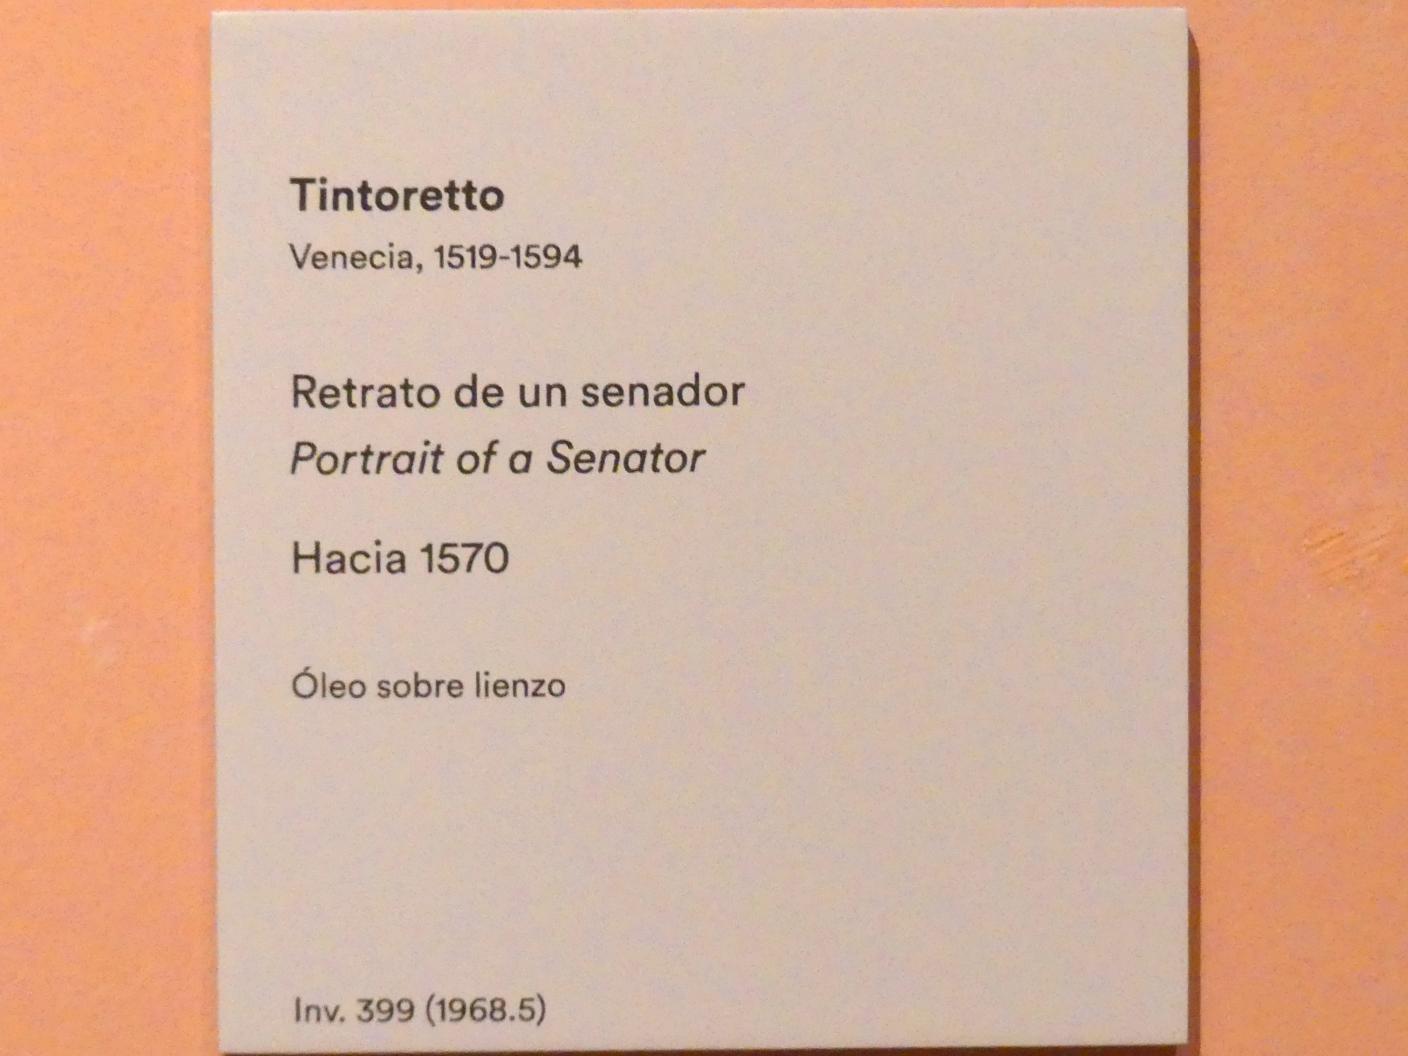 Tintoretto
Venecia, 1519-1594
Retrato de un senador
Portrait of a Senator
Hacia 1570
Óleo sobre lienzo
Inv. 399 (1968.5)